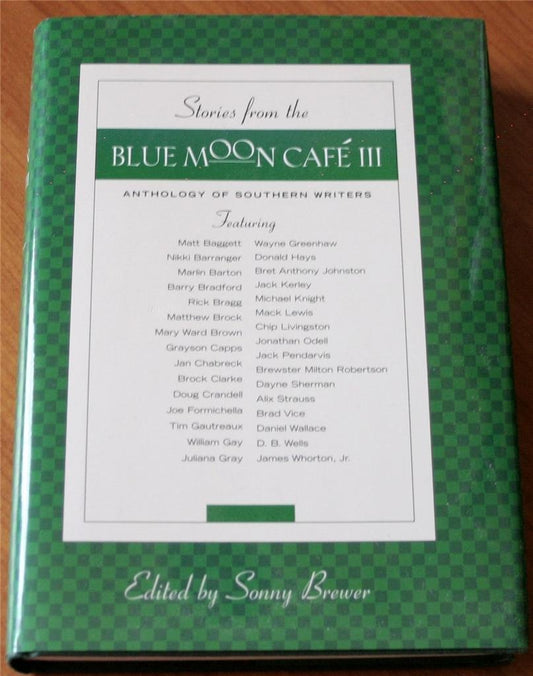 Stories from the
BLUE MOON CAFÉ III
ANTHOLOGY OF SOUTHERN WRITERS
Featuring
Matt Baggett
Nikki Barranger
Marlin Barton
Barry Bradford
Rick Bragg
Matthew Brock
Mary Ward Brown
Grayson Capps
Jan Chabreck
Brock Clarke
Doug Crandell
Joe Formichella
Tim Gautreaux
William Gay
Juliana Gray
Wayne Greenhaw
Donald Hays
Bret Anthony Johnston
Jack Kerley
Michael Knight
Mack Lewis
Chip Livingston
Jonathan Odell
Jack Pendarvis
Brewster Milton Robertson
Dayne Sherman
Alix Strauss
Brad Vice
Daniel Wallace
D. B. Wells
James Whorton, Jr.
Edited by Sonny Brewer